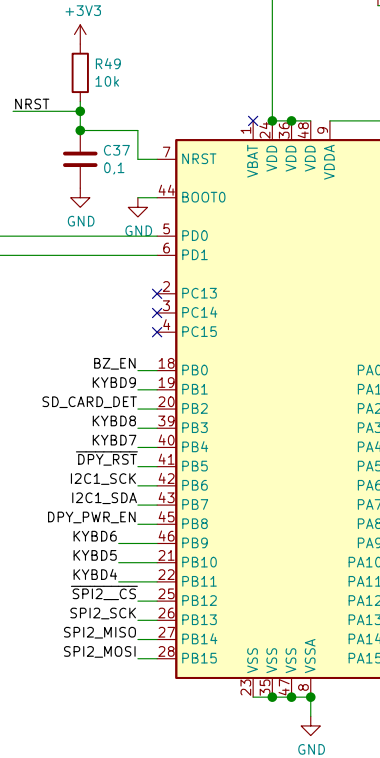 +3V3
R49
10k
NRST
C37
0,1
GND
7 NRST
44 BOOT0
GND
5 PD0
6 PD1
1 24 36 48 9
VBAT VDD VDD VDD VDDA
2 PC13
3 PC14
4 PC15
BZ_EN 18 PB0 PA0
KYBD9 19 PB1 PA1
SD_CARD_DET 20 PB2 PA2
KYBD8 39 PB3 PA3
KYBD7 40 PB4 PA4
DPY_RST 41 PB5 PA5
I2C1_SCK 42 PB6 PA6
I2C1_SDA 43 PB7 PA7
DPY_PWR_EN 45 PB8 PA8
KYBD6 46 PB9 PA9
KYBD5 21 PB10 PA10
KYBD4 22 PB11 PA11
SPI2__CS 25 PB12 PA12
SPI2_SCK 26 PB13 PA13
SPI2_MISO 27 PB14 PA14
SPI2_MOSI 28 PB15 PA15
VSS VSS VSS VSSA
23 35 47 8
GND